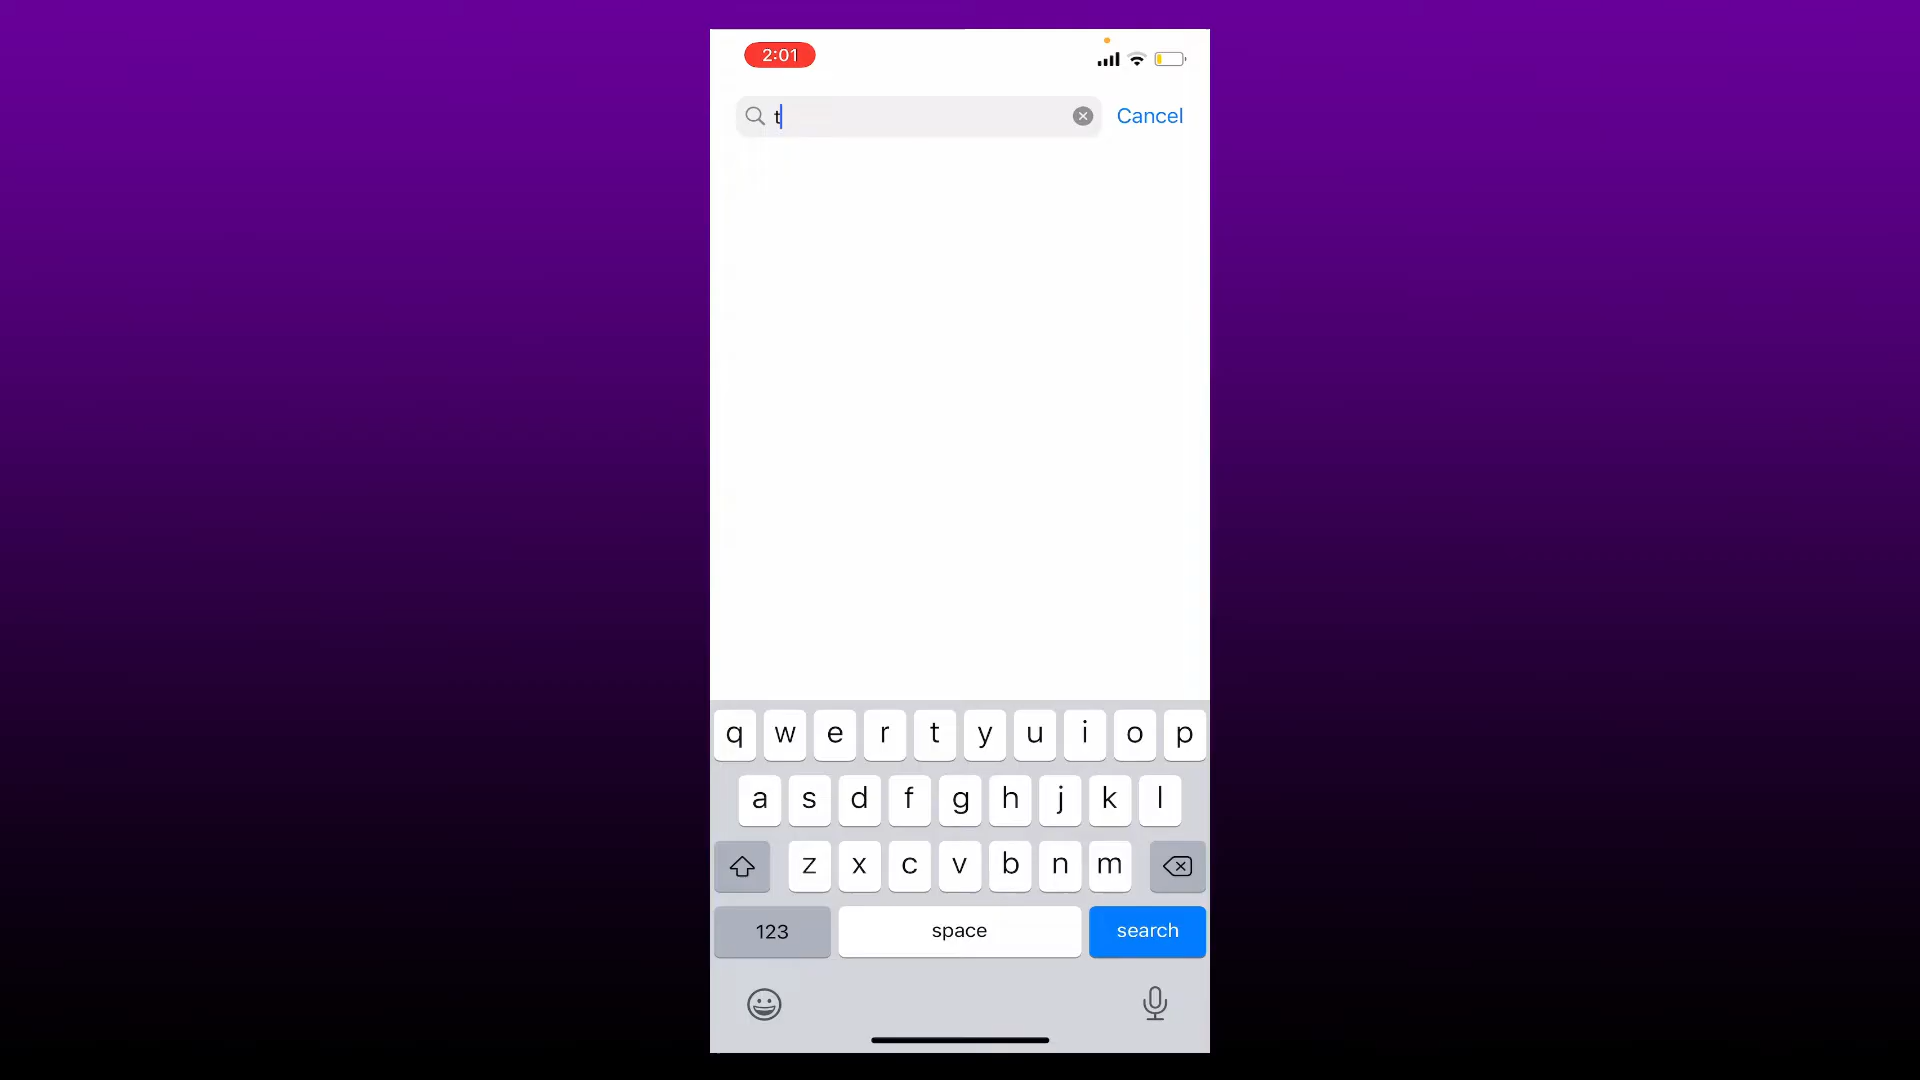 2:01
t
Cancel
q w e r t y u i o p
a s d f g h j k l
z x c v b n m
123 space search